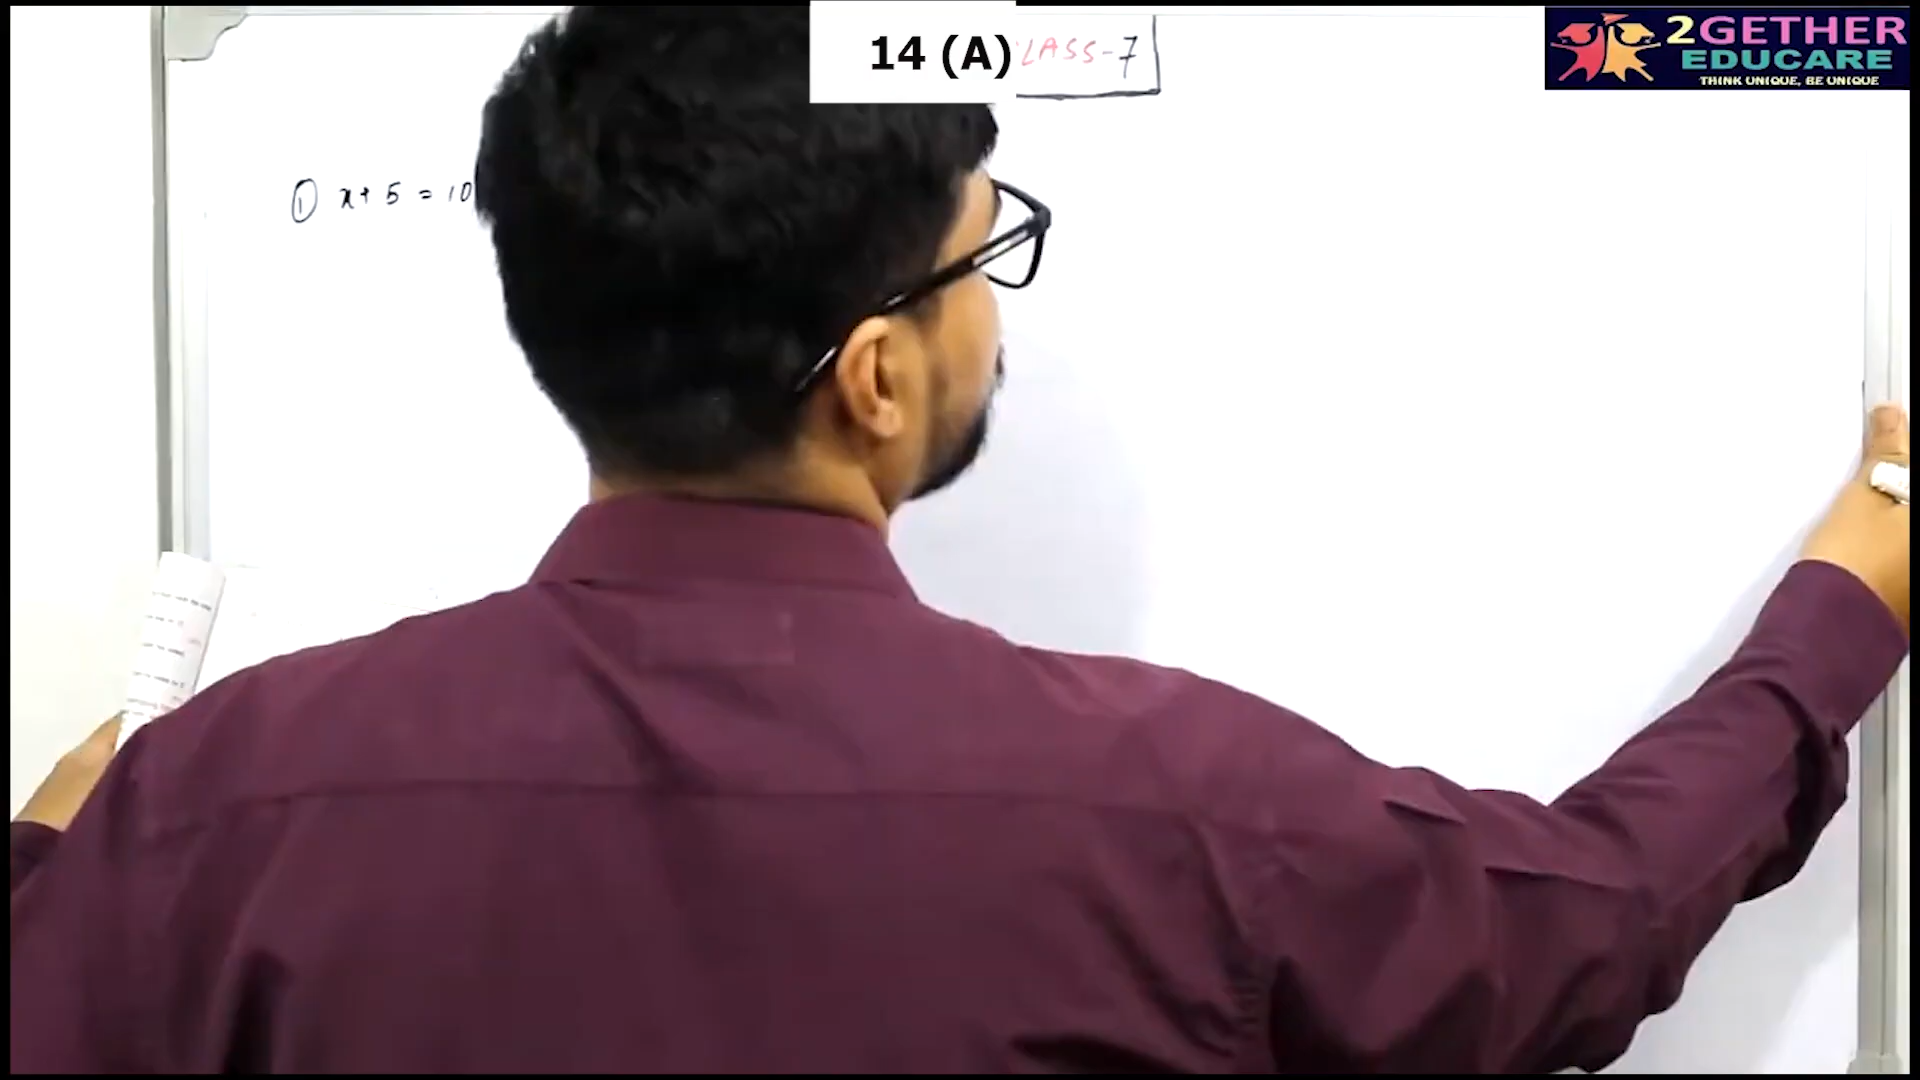 14 (A) CLASS-7
2GETHER
EDUCARE
THINK UNIQUE, BE UNIQUE
① x + 5 = 10